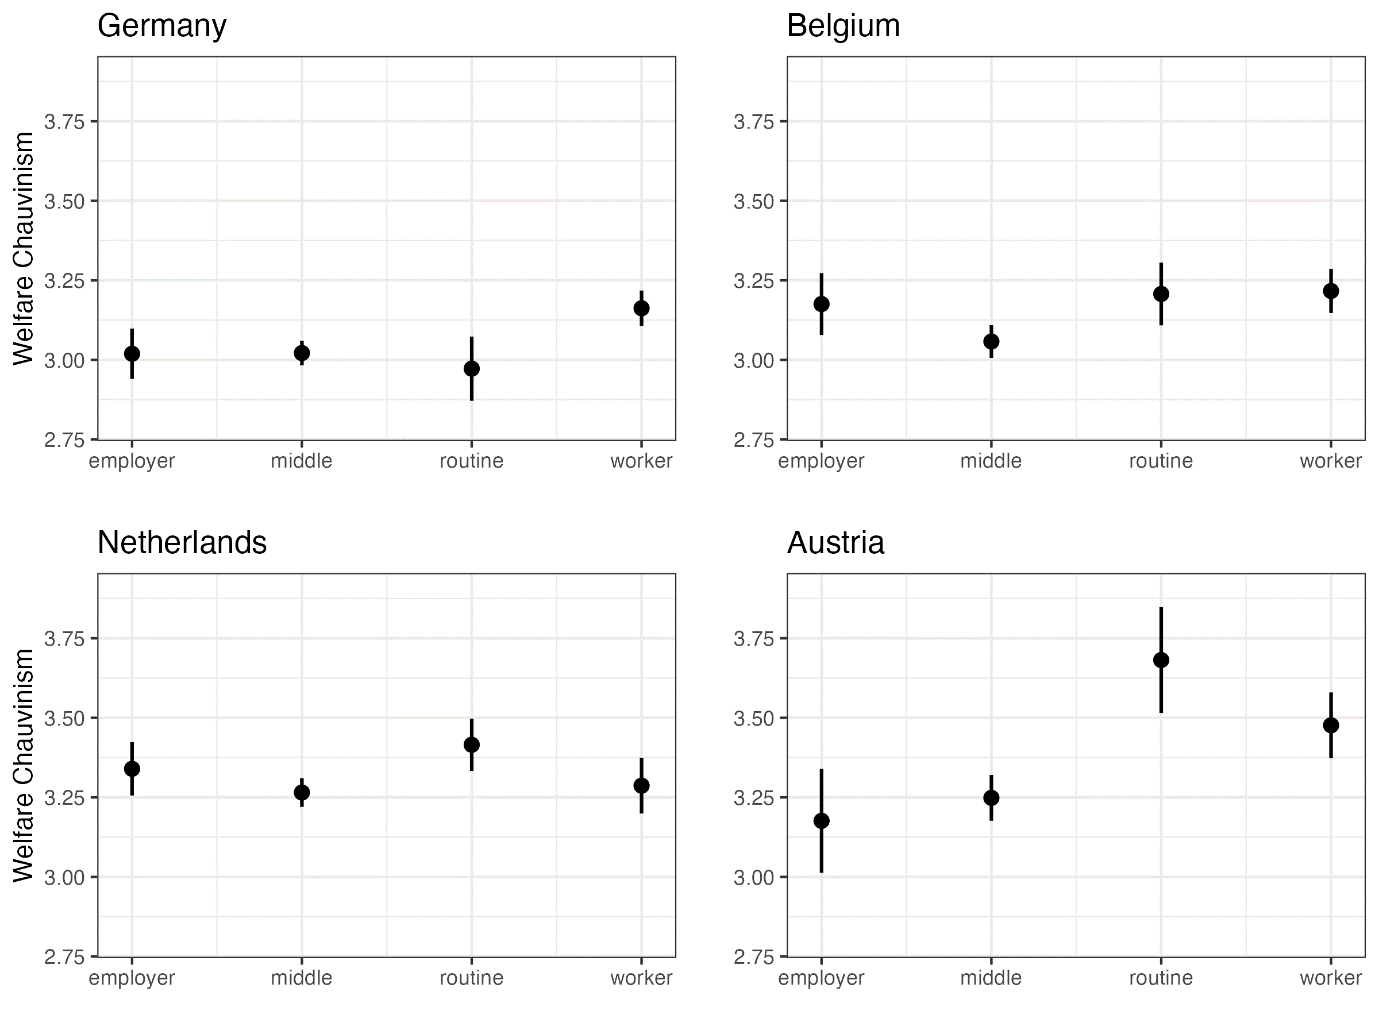 Germany
Welfare Chauvinism
3.75
3.50
3.25
3.00
2.75
employer middle routine worker
Belgium
3.75
3.50
3.25
3.00
2.75
employer middle routine worker
Netherlands
Welfare Chauvinism
3.75
3.50
3.25
3.00
2.75
employer middle routine worker
Austria
3.75
3.50
3.25
3.00
2.75
employer middle routine worker